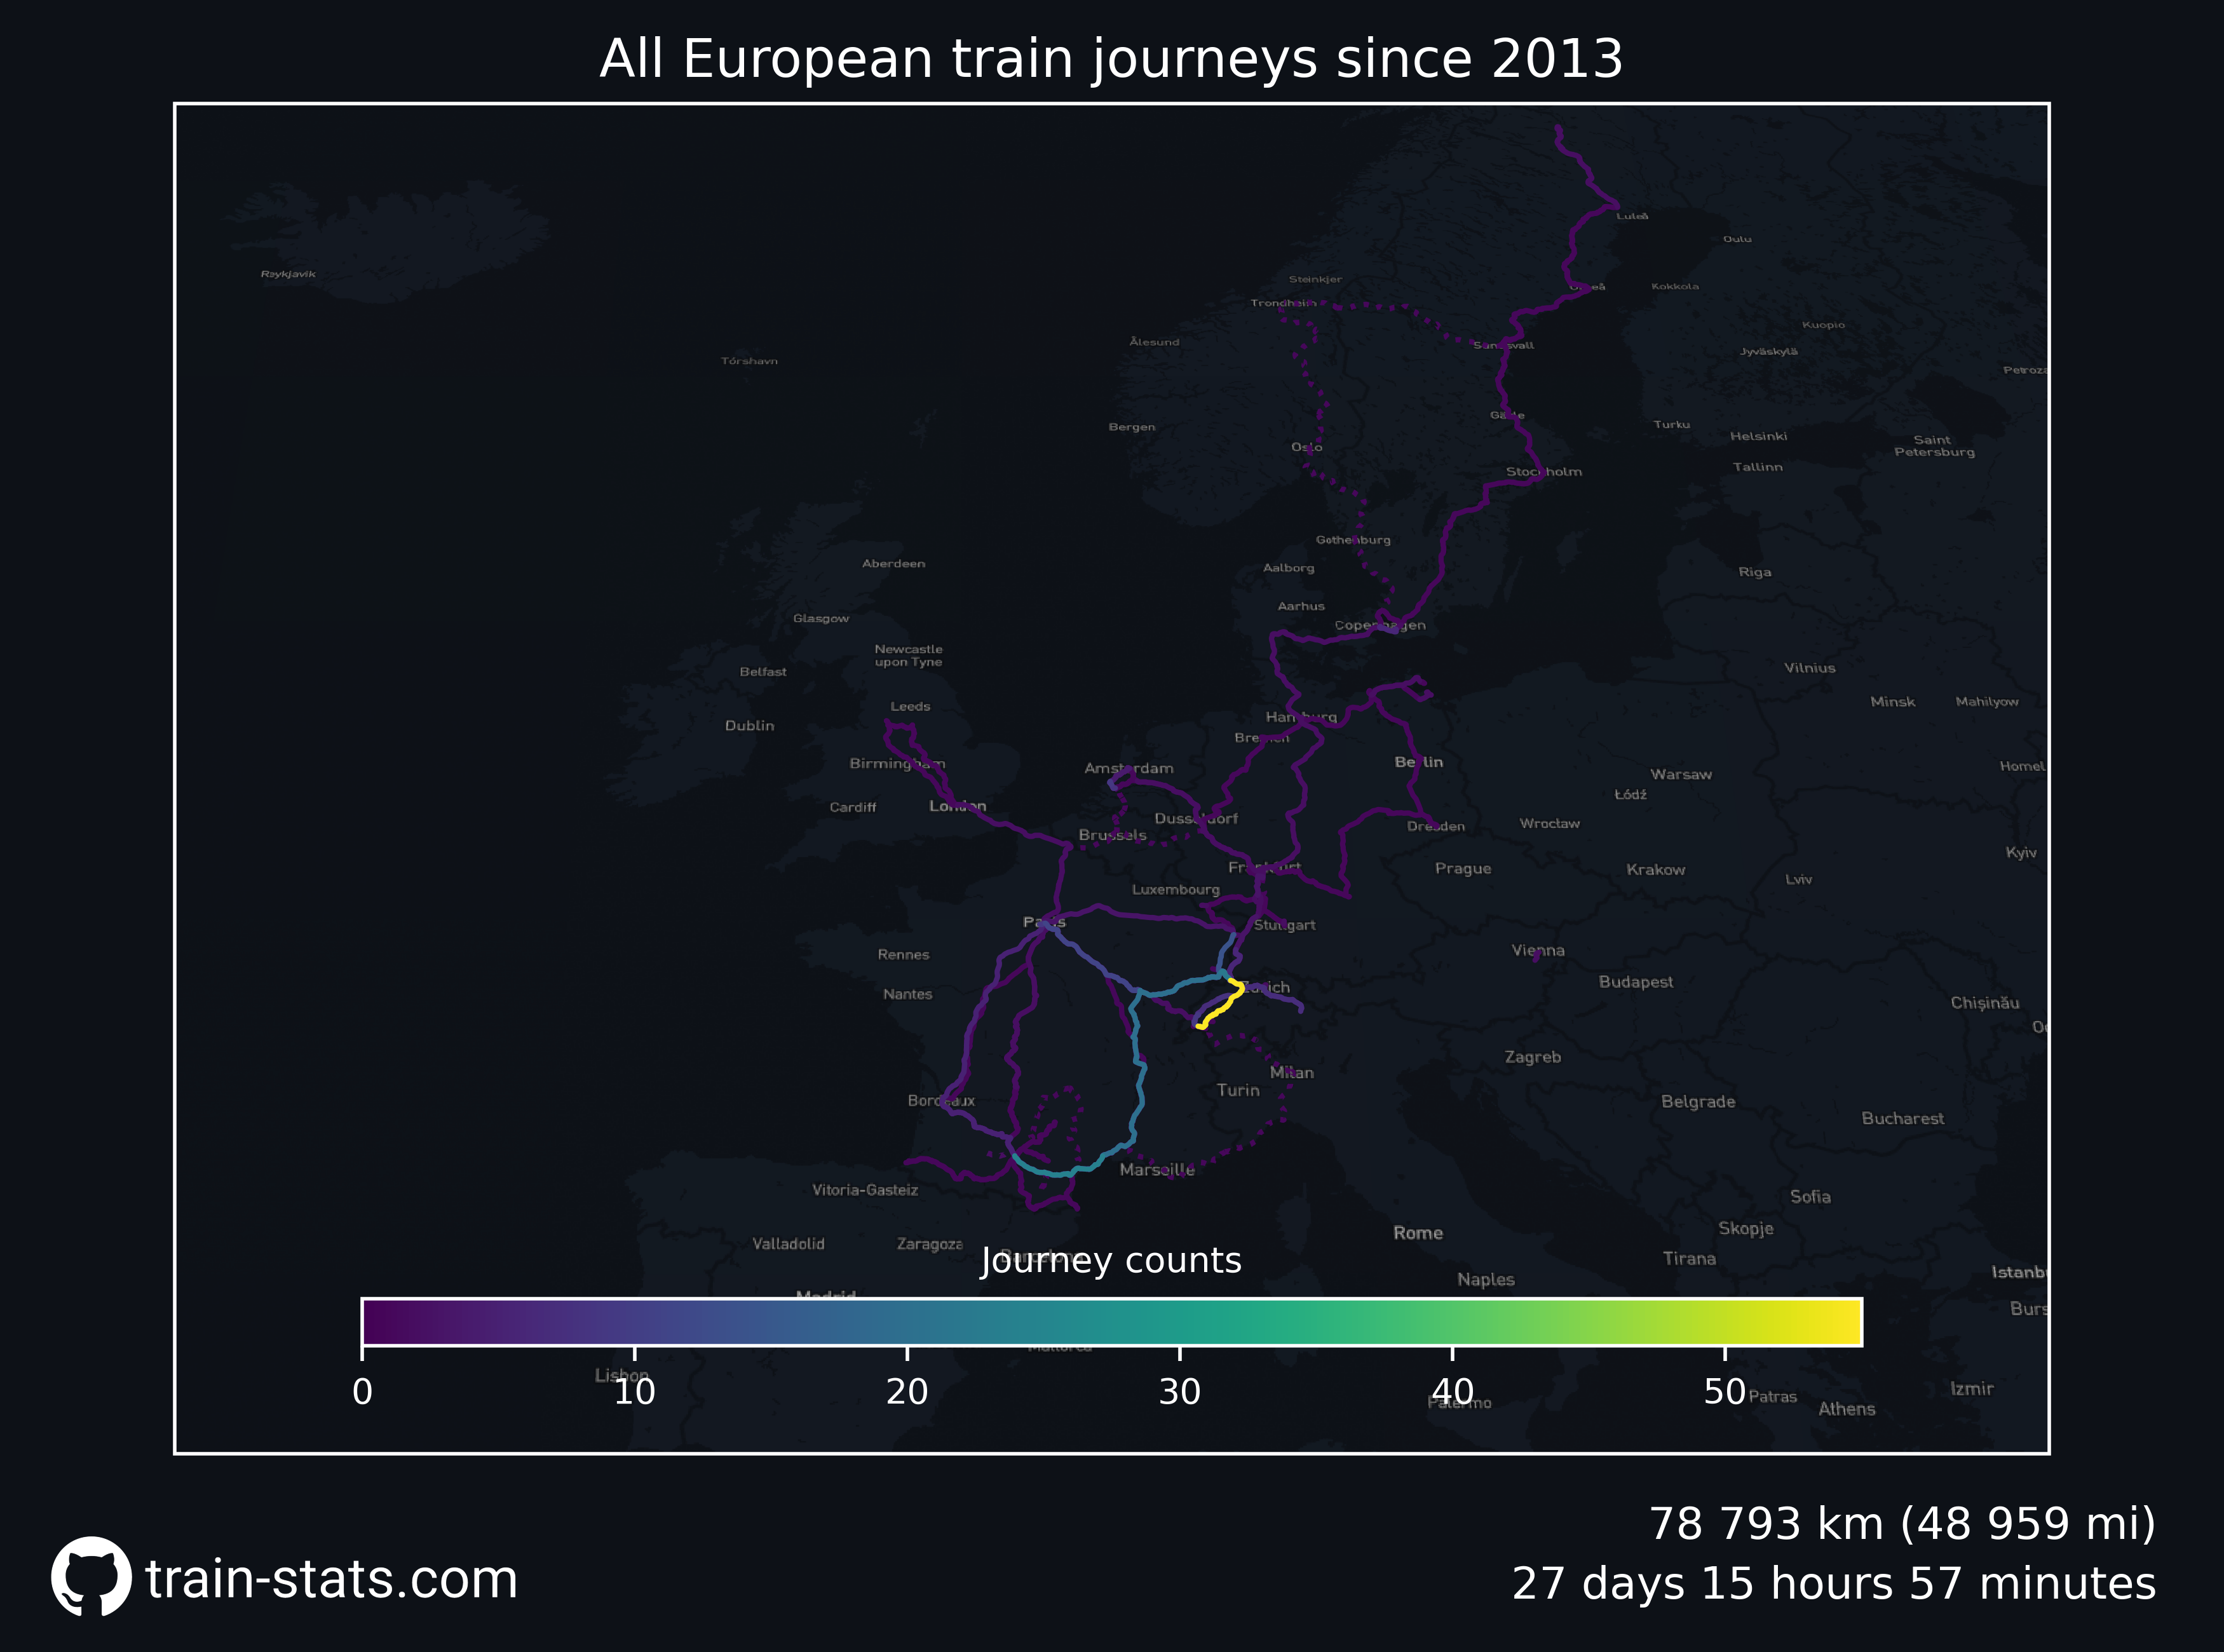 All European train journeys since 2013
Luleå
Oulu
Reykjavik
Steinkjer
Kokkola
Trondheim
Kuopio
Ålesund
Sundsvall
Jyväskylä
Tórshavn
Bergen
Gävle
Turku
Helsinki
Saint
Petersburg
Oslo
Stockholm
Tallinn
Gothenburg
Aberdeen
Aalborg
Riga
Aarhus
Glasgow
Copenhagen
Newcastle
upon Tyne
Belfast
Vilnius
Leeds
Minsk
Mahilyow
Dublin
Hamburg
Bremen
Birmingham
Amsterdam
Berlin
Warsaw
Homel
Łódź
Cardiff
London
Dusseldorf
Dresden
Wrocław
Brussels
Kyiv
Frankfurt
Prague
Krakow
Lviv
Luxembourg
Paris
Stuttgart
Rennes
Vienna
Budapest
Zurich
Nantes
Chișinău
Zagreb
Milan
Turin
Bordeaux
Belgrade
Bucharest
Marseille
Vitoria-Gasteiz
Sofia
Rome
Skopje
Valladolid
Zaragoza
Barcelona
Journey counts
Tirana
Naples
Madrid
Mallorca
Lisbon
0 10 20 30 40 50
Palermo
Patras
Athens
Izmir
78 793 km (48 959 mi)
train-stats.com
27 days 15 hours 57 minutes